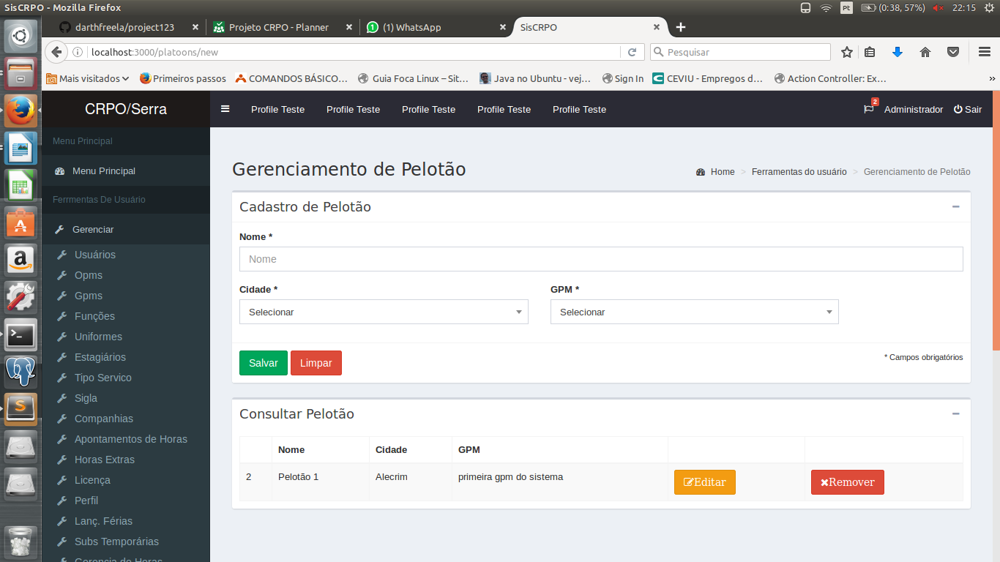 SisCRPO - Mozilla Firefox
Pt
(0:38, 57%)
22:15
darthfreela/project123
Projeto CRPO - Planner
(1) WhatsApp
SisCRPO
localhost:3000/platoons/new
Pesquisar
Mais visitados
Primeiros passos
COMANDOS BÁSICO...
Guia Foca Linux – Sit...
Java no Ubuntu - vej...
Sign In
CEVIU - Empregos d...
Action Controller: Ex...
CRPO/Serra
Profile Teste
Profile Teste
Profile Teste
Profile Teste
Profile Teste
2
Administrador
Sair
Menu Principal
Menu Principal
Ferrmentas De Usuário
Gerenciar
Usuários
Opms
Gpms
Funções
Uniformes
Estagiários
Tipo Servico
Sigla
Companhias
Apontamentos de Horas
Horas Extras
Licença
Perfil
Lanç. Férias
Subs Temporárias
Gerencia de Horas
Gerenciamento de Pelotão
Home > Ferramentas do usuário > Gerenciamento de Pelotão
Cadastro de Pelotão
Nome *
Nome
Cidade *
GPM *
Selecionar
Selecionar
Salvar
Limpar
* Campos obrigatórios
Consultar Pelotão
Nome Cidade GPM
2 Pelotão 1 Alecrim primeira gpm do sistema Editar Remover